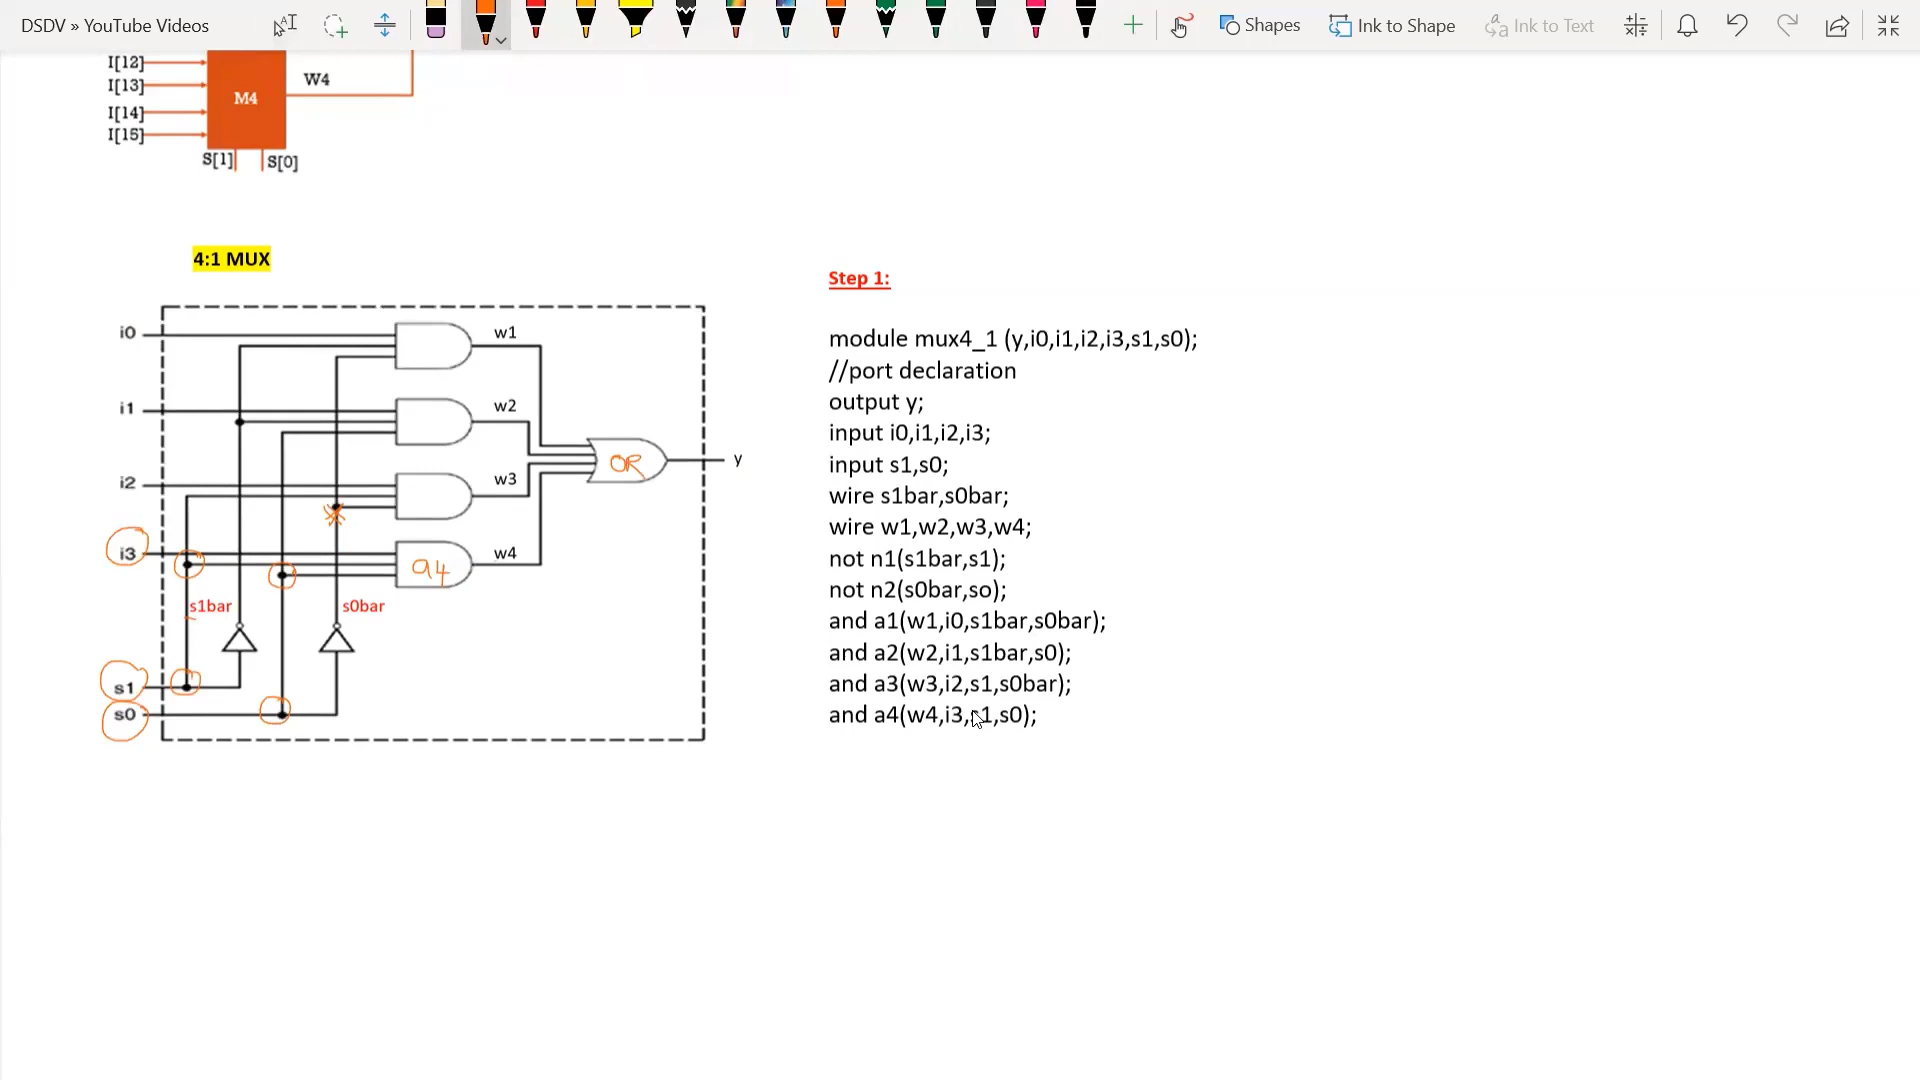 DSDV » YouTube Videos
Shapes
Ink to Shape
Ink to Text
I[12]
I[13]
I[14]
I[15]
M4
W4
S[1]
S[0]
4:1 MUX
i0
i1
i2
i3
s1
s0
w1
w2
w3
w4
a4
OR
y
s1bar
s0bar
Step 1:
module mux4_1 (y,i0,i1,i2,i3,s1,s0);
//port declaration
output y;
input i0,i1,i2,i3;
input s1,s0;
wire s1bar,s0bar;
wire w1,w2,w3,w4;
not n1(s1bar,s1);
not n2(s0bar,so);
and a1(w1,i0,s1bar,s0bar);
and a2(w2,i1,s1bar,s0);
and a3(w3,i2,s1,s0bar);
and a4(w4,i3,s1,s0);